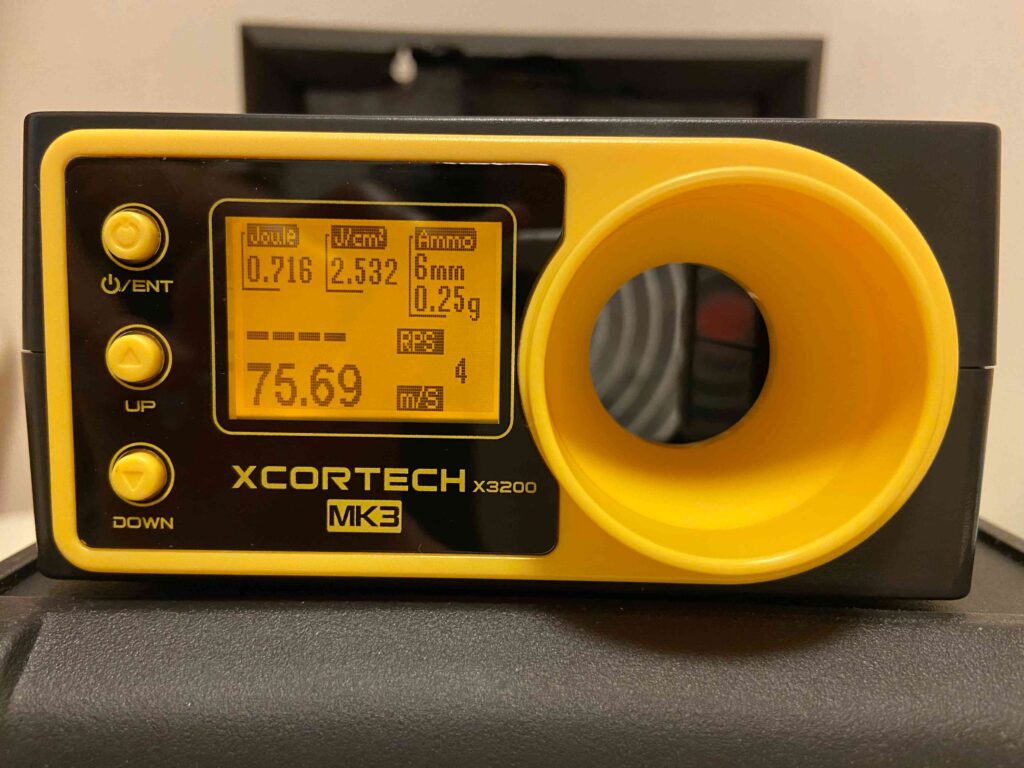 Joule J/cm² Ammo
0.716 2.532 6mm
0.25g
---- RPS
75.69 4
m/S
⏻/ENT
UP
DOWN
XCORTECH X3200
MK3